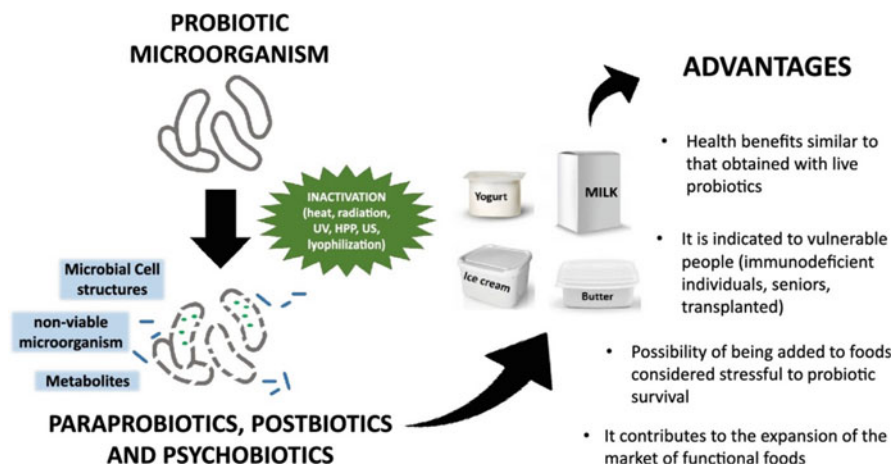 PROBIOTIC
MICROORGANISM
INACTIVATION
(heat, radiation,
UV, HPP, US,
lyophilization)
Microbial Cell
structures
non-viable
microorganism
Metabolites
PARAPROBIOTICS, POSTBIOTICS
AND PSYCHOBIOTICS
Yogurt
MILK
Ice cream
Butter
ADVANTAGES
• Health benefits similar to
that obtained with live
probiotics
• It is indicated to vulnerable
people (immunodeficient
individuals, seniors,
transplanted)
• Possibility of being added to foods
considered stressful to probiotic
survival
• It contributes to the expansion of the
market of functional foods